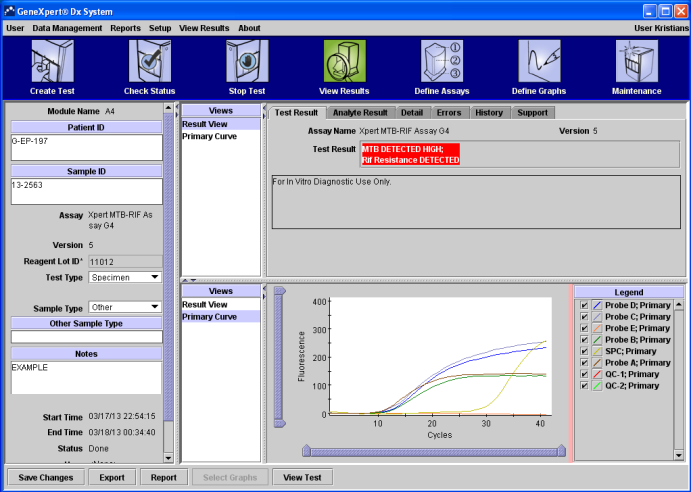 GeneXpert® Dx System
User Data Management Reports Setup View Results About User Kristians
Create Test Check Status Stop Test View Results Define Assays Define Graphs Maintenance
Module Name A4
Patient ID
G-EP-197
Sample ID
13-2563
Assay Xpert MTB-RIF As
say G4
Version 5
Reagent Lot ID* 11012
Test Type Specimen
Sample Type Other
Other Sample Type
Notes
EXAMPLE
Start Time 03/17/13 22:54:15
End Time 03/18/13 00:34:40
Status Done
Views
Result View
Primary Curve
Test Result Analyte Result Detail Errors History Support
Assay Name Xpert MTB-RIF Assay G4 Version 5
Test Result MTB DETECTED HIGH;
Rif Resistance DETECTED
For In Vitro Diagnostic Use Only.
Views
Result View
Primary Curve
400
300
200
100
0
Fluorescence
10 20 30 40
Cycles
Legend
Probe D; Primary
Probe C; Primary
Probe E; Primary
Probe B; Primary
SPC; Primary
Probe A; Primary
QC-1; Primary
QC-2; Primary
Save Changes Export Report Select Graphs View Test